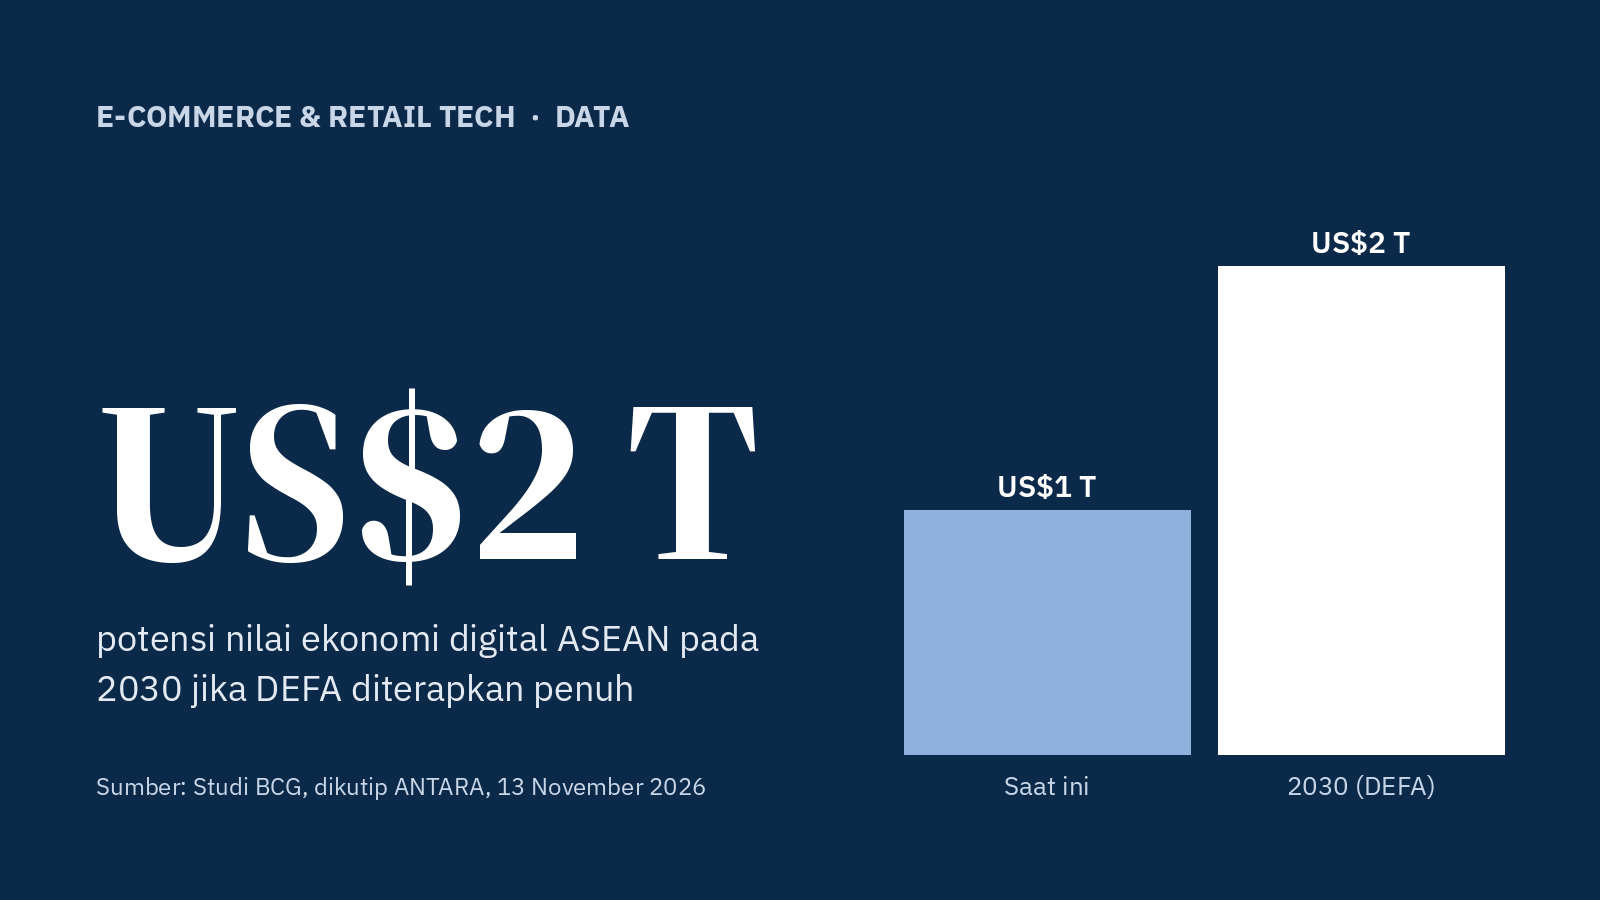 E-COMMERCE & RETAIL TECH · DATA
US$2 T
potensi nilai ekonomi digital ASEAN pada
2030 jika DEFA diterapkan penuh
Sumber: Studi BCG, dikutip ANTARA, 13 November 2026
US$1 T
Saat ini
US$2 T
2030 (DEFA)